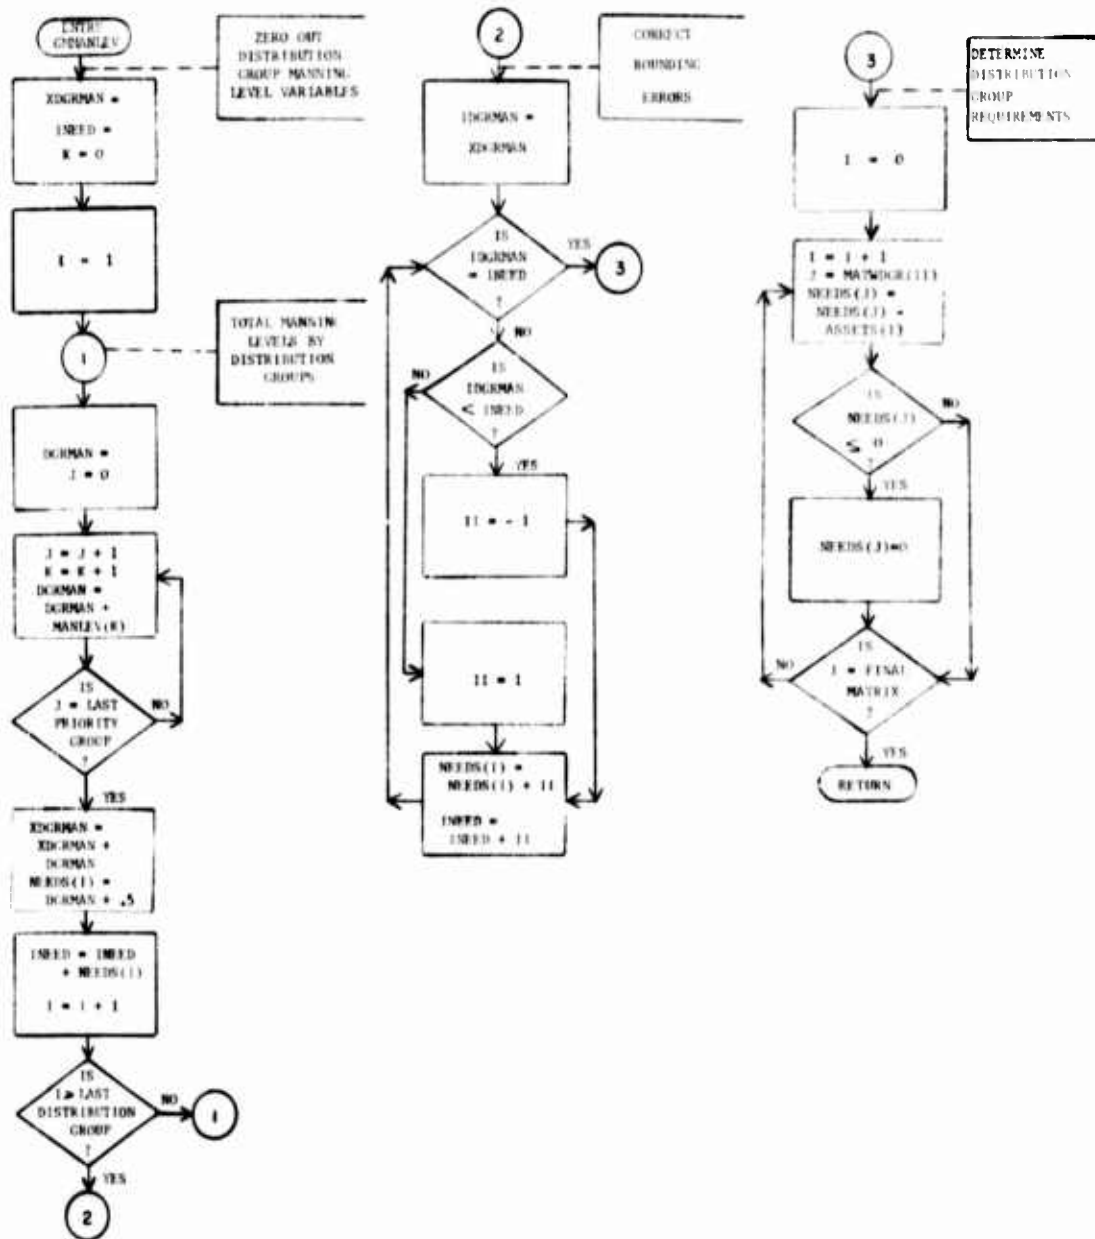 ENTRY
GMMANLEV
ZERO OUT
DISTRIBUTION
GROUP MANNING
LEVEL VARIABLES
XDGRMAN =
INEED =
K = 0
I = 1
1
TOTAL MANNING
LEVELS BY
DISTRIBUTION
GROUPS
DGRMAN =
J = 0
J = J + 1
K = K + 1
DGRMAN =
DGRMAN +
MANLEV(K)
IS
J = LAST
PRIORITY
GROUP
?
NO
YES
XDGRMAN =
XDGRMAN +
DGRMAN
NEEDS(I) =
DGRMAN + .5
INEED = INEED
+ NEEDS(I)
I = I + 1
IS
I > LAST
DISTRIBUTION
GROUP
?
NO
1
YES
2
2
CORRECT
ROUNDING
ERRORS
IDGRMAN =
XDGRMAN
IS
IDGRMAN
= INEED
?
YES
3
NO
IS
IDGRMAN
< INEED
?
NO
YES
II = - 1
II = 1
NEEDS(I) =
NEEDS(I) + II
INEED =
INEED + II
3
DETERMINE
DISTRIBUTION
GROUP
REQUIREMENTS
I = 0
I = I + 1
J = MATWDGR(II)
NEEDS(J) =
NEEDS(J) -
ASSETS(I)
IS
NEEDS(J)
≤ 0
?
NO
YES
NEEDS(J)=0
IS
I = FINAL
MATRIX
?
NO
YES
RETURN